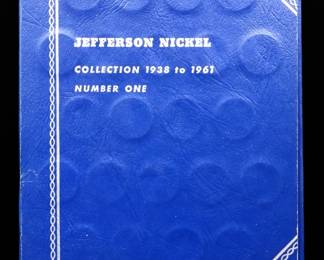 JEFFERSON NICKEL
COLLECTION 1938 to 1961
NUMBER ONE